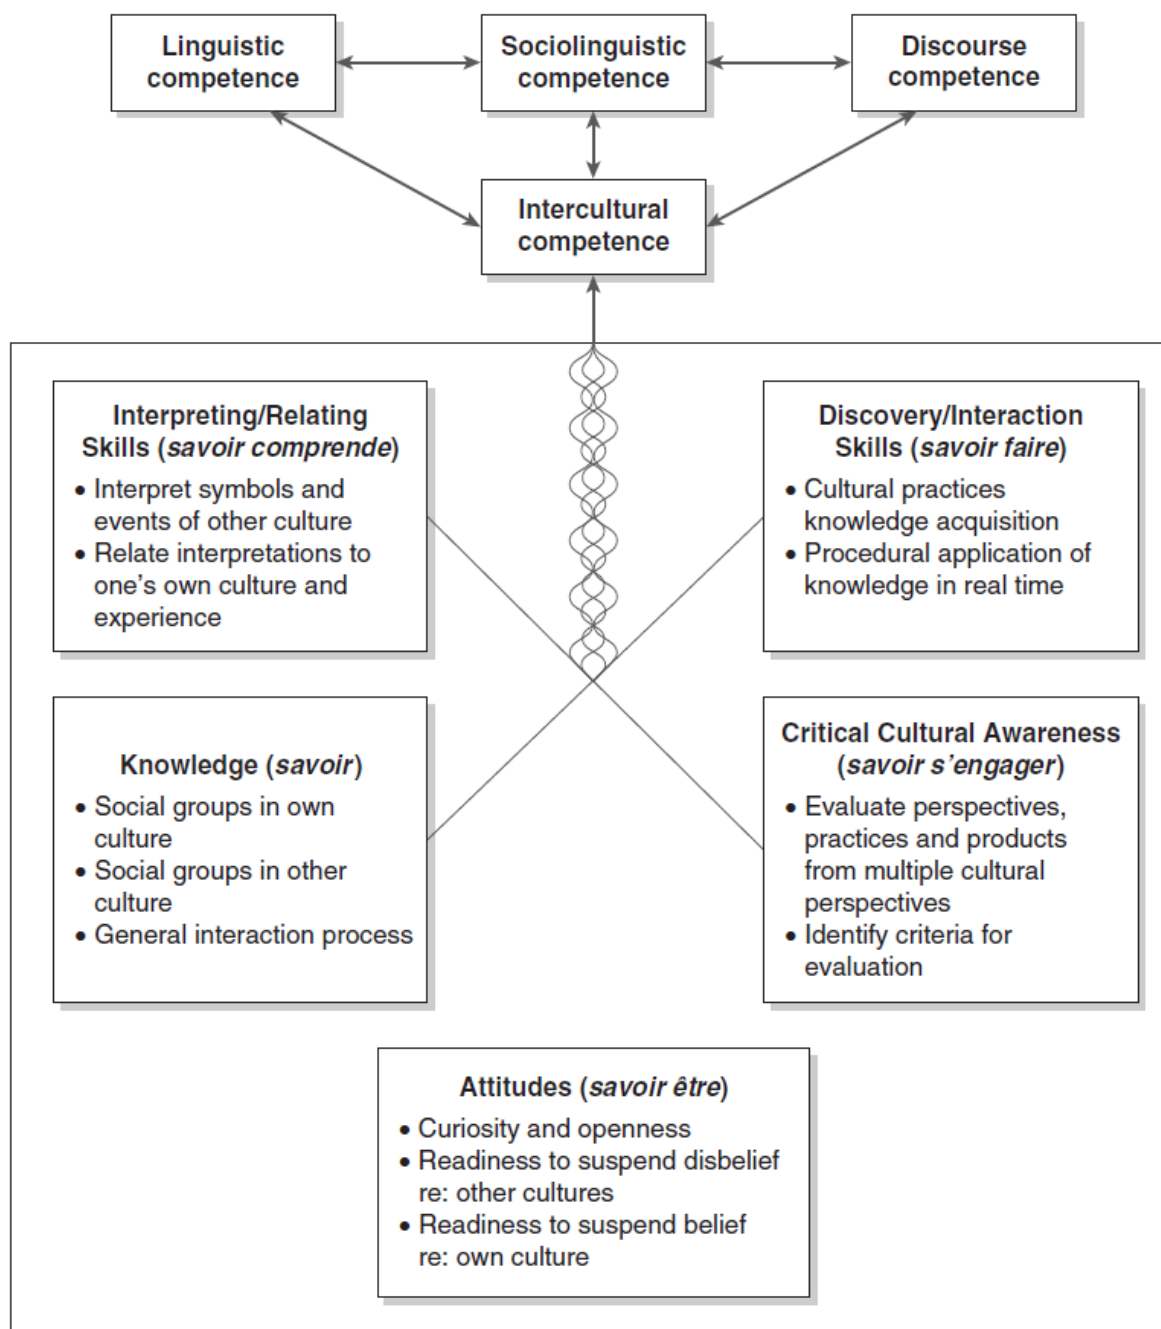 Linguistic
competence
Sociolinguistic
competence
Discourse
competence
Intercultural
competence
Interpreting/Relating
Skills (savoir comprende)
• Interpret symbols and
events of other culture
• Relate interpretations to
one’s own culture and
experience
Discovery/Interaction
Skills (savoir faire)
• Cultural practices
knowledge acquisition
• Procedural application of
knowledge in real time
Knowledge (savoir)
• Social groups in own
culture
• Social groups in other
culture
• General interaction process
Critical Cultural Awareness
(savoir s’engager)
• Evaluate perspectives,
practices and products
from multiple cultural
perspectives
• Identify criteria for
evaluation
Attitudes (savoir être)
• Curiosity and openness
• Readiness to suspend disbelief
re: other cultures
• Readiness to suspend belief
re: own culture